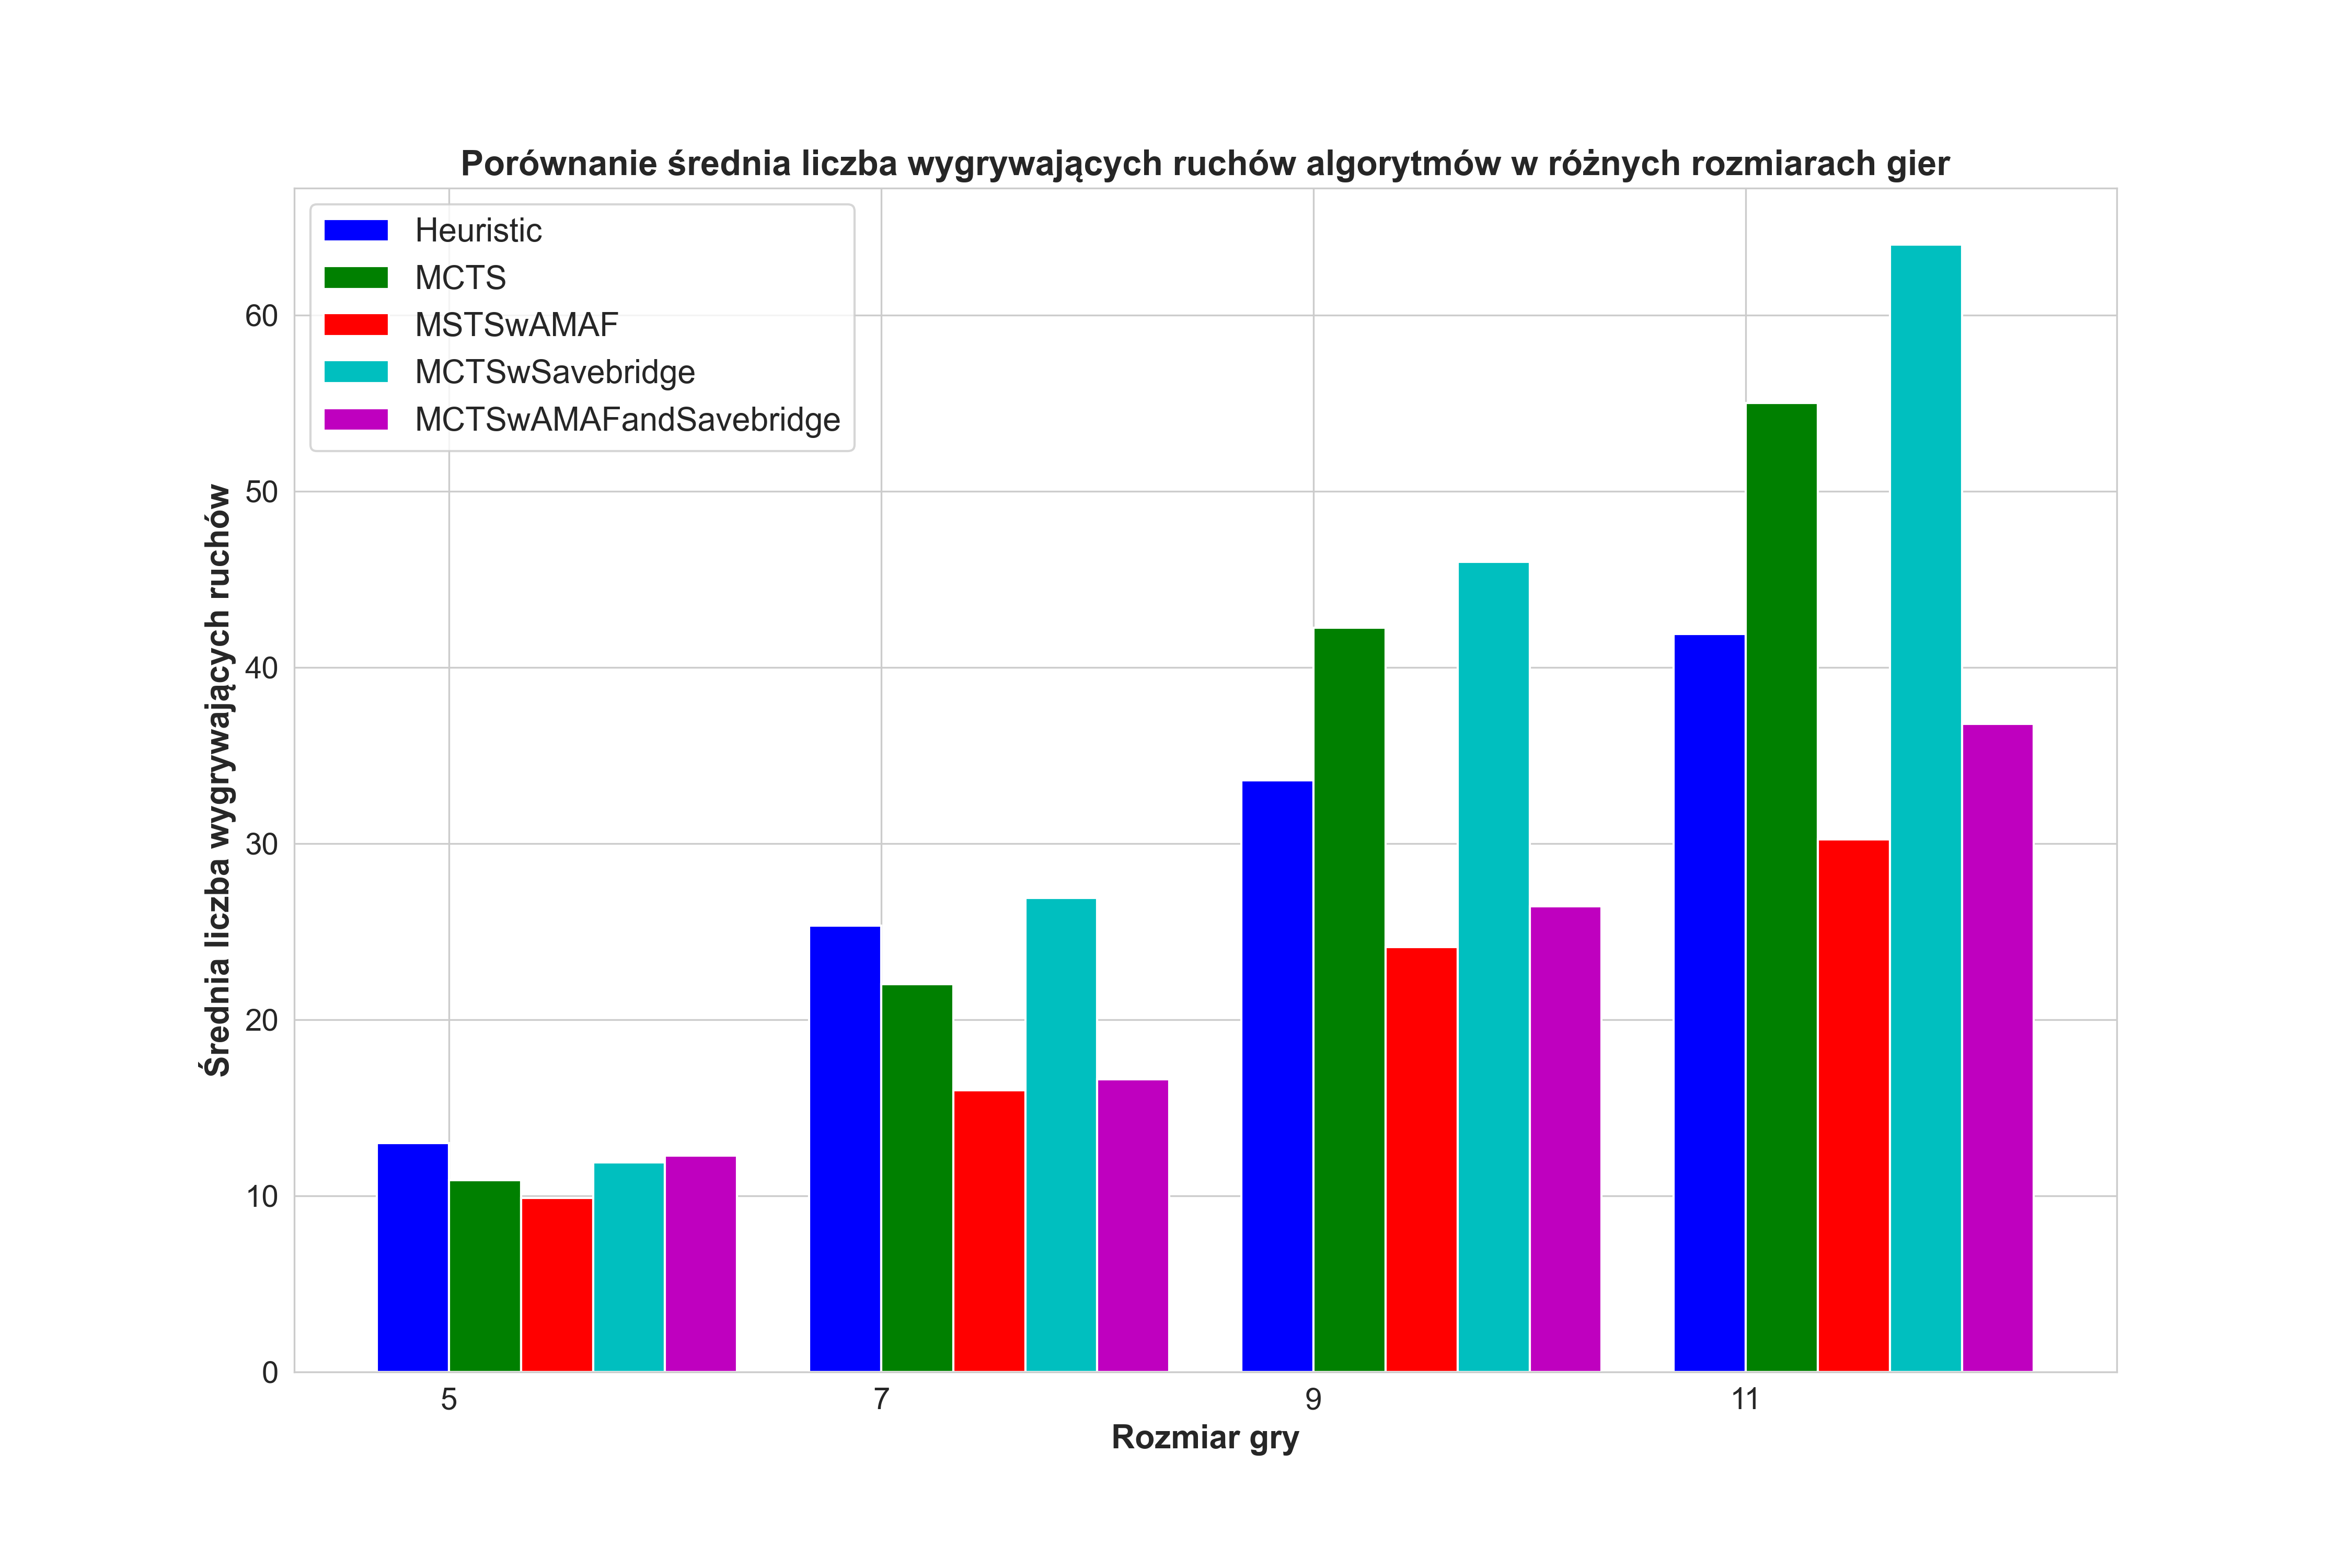 Porównanie średnia liczba wygrywających ruchów algorytmów w różnych rozmiarach gier
Heuristic
MCTS
MSTSwAMAF
MCTSwSavebridge
MCTSwAMAFandSavebridge
Średnia liczba wygrywających ruchów
60
50
40
30
20
10
0
5
7
9
11
Rozmiar gry